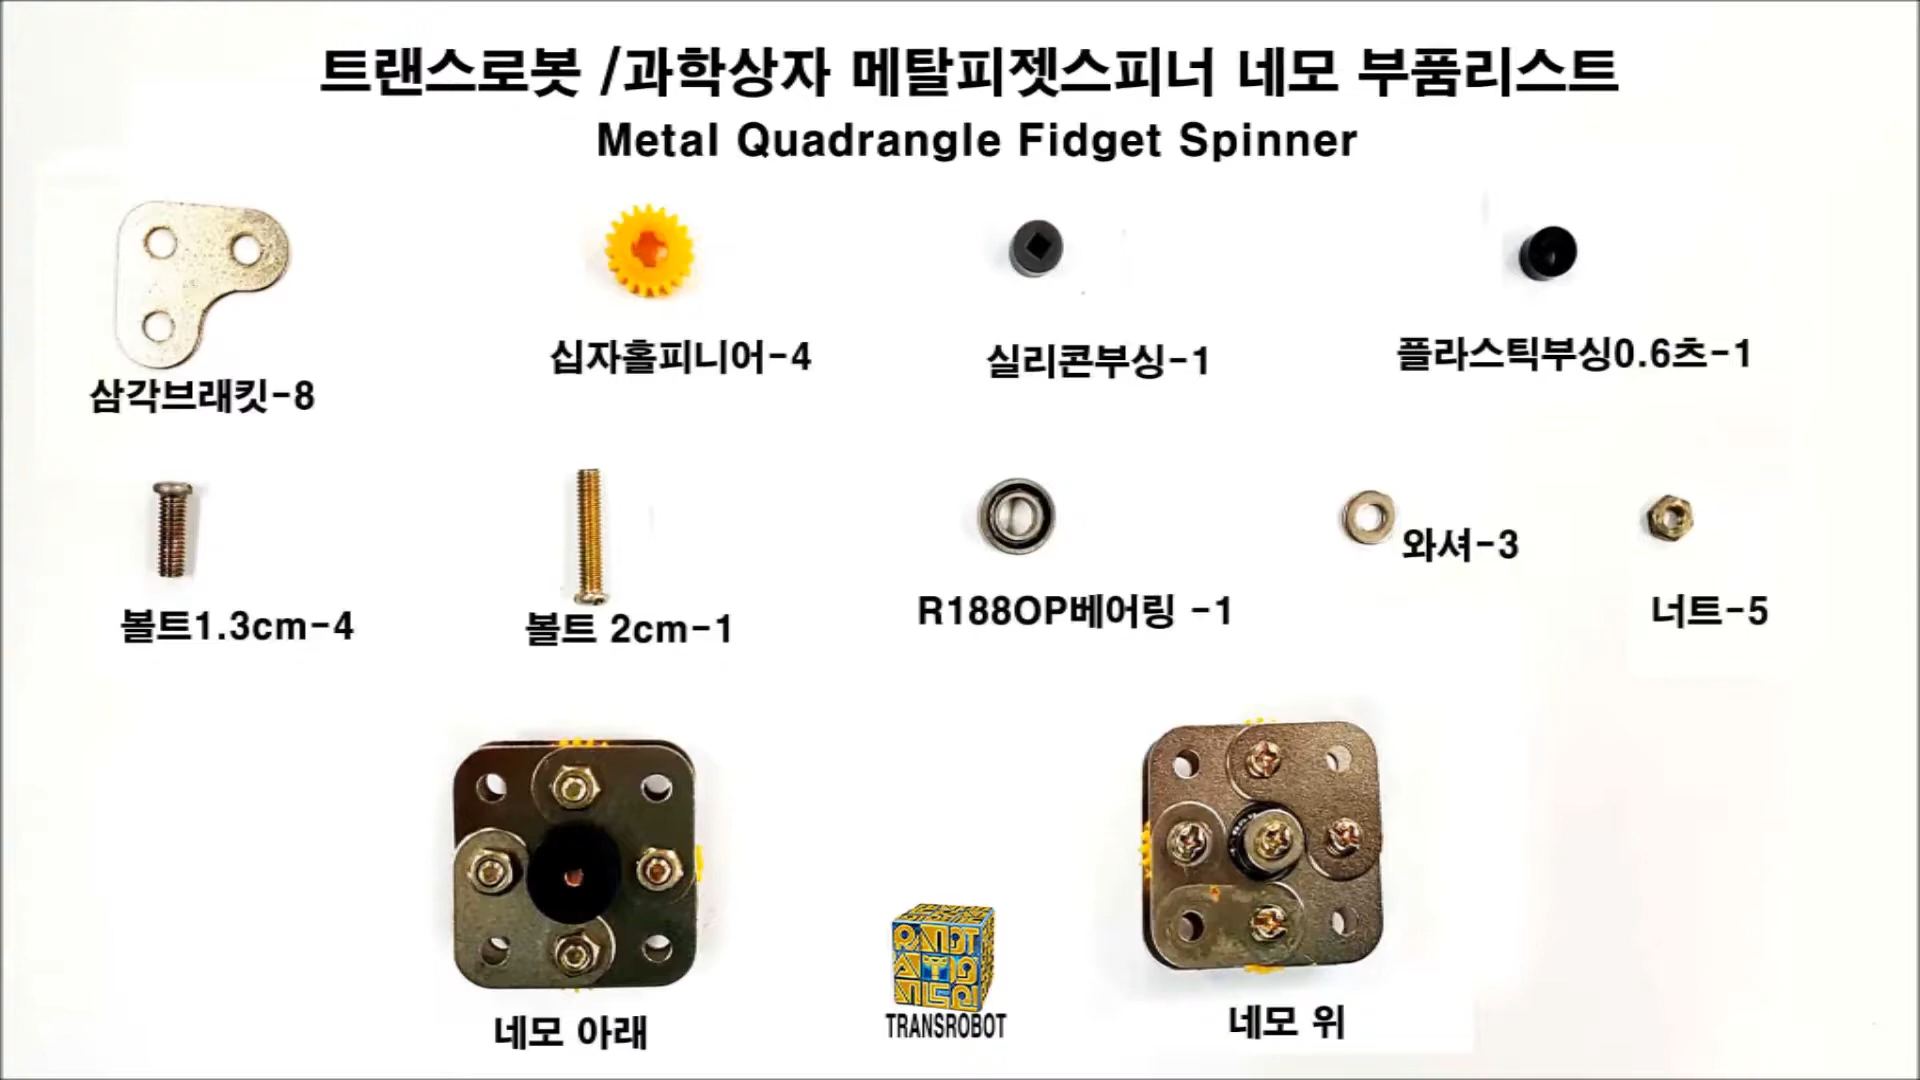 트랜스로봇 /과학상자 메탈피젯스피너 네모 부품리스트
Metal Quadrangle Fidget Spinner
삼각브래킷-8
십자홀피니어-4
실리콘부싱-1
플라스틱부싱0.6츠-1
볼트1.3cm-4
볼트 2cm-1
R188OP베어링 -1
와셔-3
너트-5
네모 아래
TRANSROBOT
네모 위